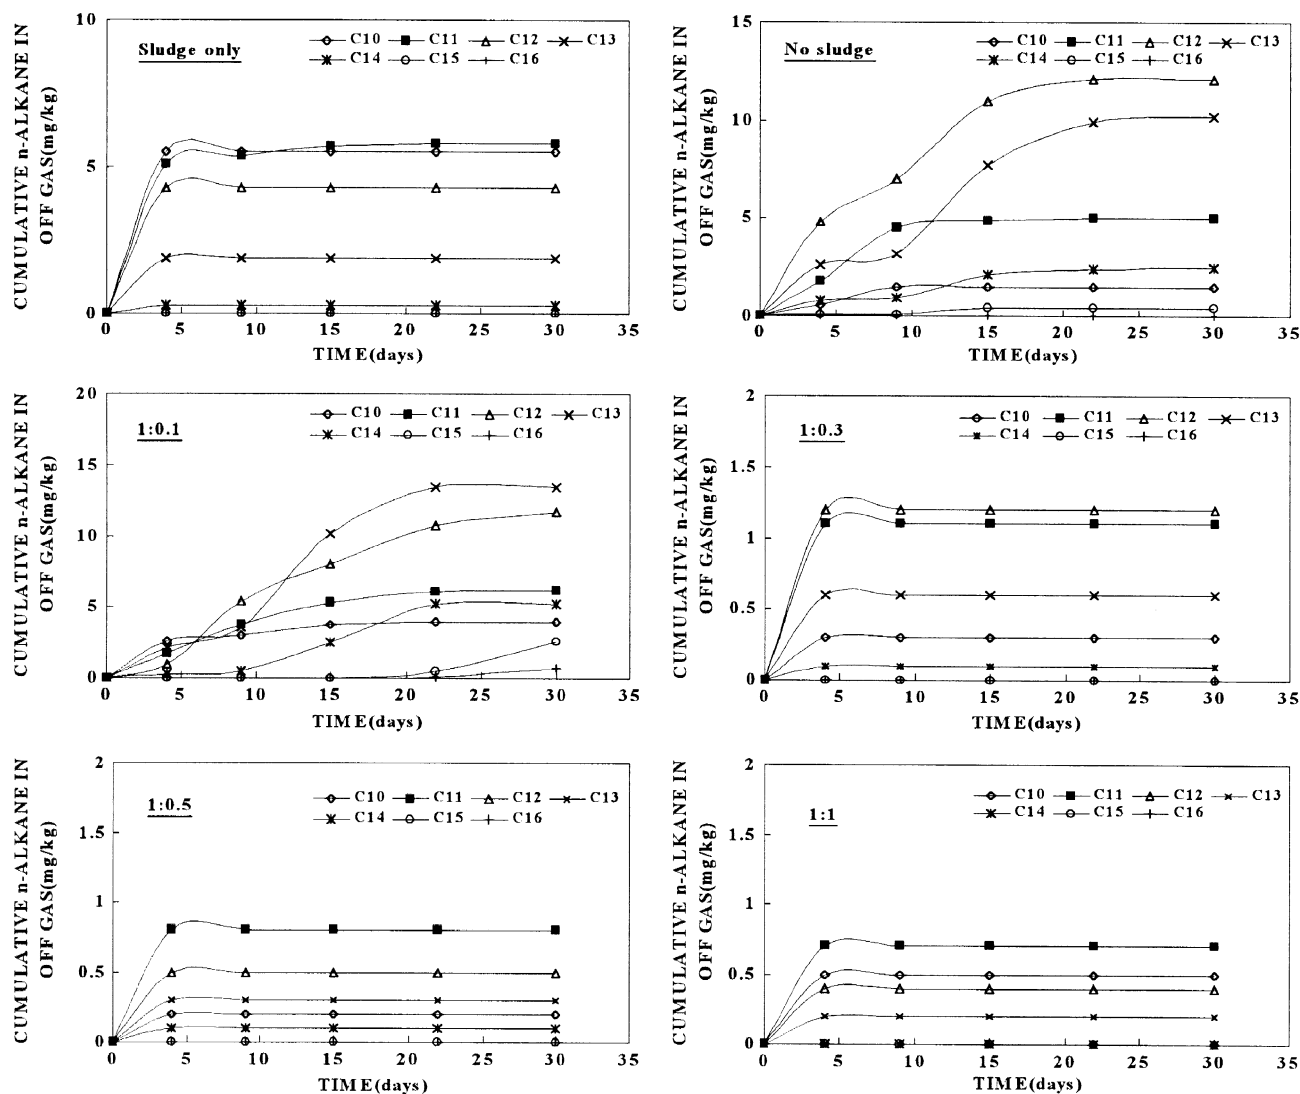 CUMULATIVE n-ALKANE IN
OFF GAS(mg/kg)
10
5
0
Sludge only
C10 C11 C12 C13
C14 C15 C16
0 5 10 15 20 25 30 35
TIME(days)
CUMULATIVE n-ALKANE IN
OFF GAS(mg/kg)
15
10
5
0
No sludge
C10 C11 C12 C13
C14 C15 C16
0 5 10 15 20 25 30 35
TIME(days)
CUMULATIVE n-ALKANE IN
OFF GAS(mg/kg)
20
15
10
5
0
1:0.1
C10 C11 C12 C13
C14 C15 C16
0 5 10 15 20 25 30 35
TIME(days)
CUMULATIVE n-ALKANE IN
OFF GAS(mg/kg)
2
1.5
1
0.5
0
1:0.3
C10 C11 C12 C13
C14 C15 C16
0 5 10 15 20 25 30 35
TIME(days)
CUMULATIVE n-ALKANE IN
OFF GAS(mg/kg)
2
1.5
1
0.5
0
1:0.5
C10 C11 C12 C13
C14 C15 C16
0 5 10 15 20 25 30 35
TIME(days)
CUMULATIVE n-ALKANE IN
OFF GAS(mg/kg)
2
1.5
1
0.5
0
1:1
C10 C11 C12 C13
C14 C15 C16
0 5 10 15 20 25 30 35
TIME(days)